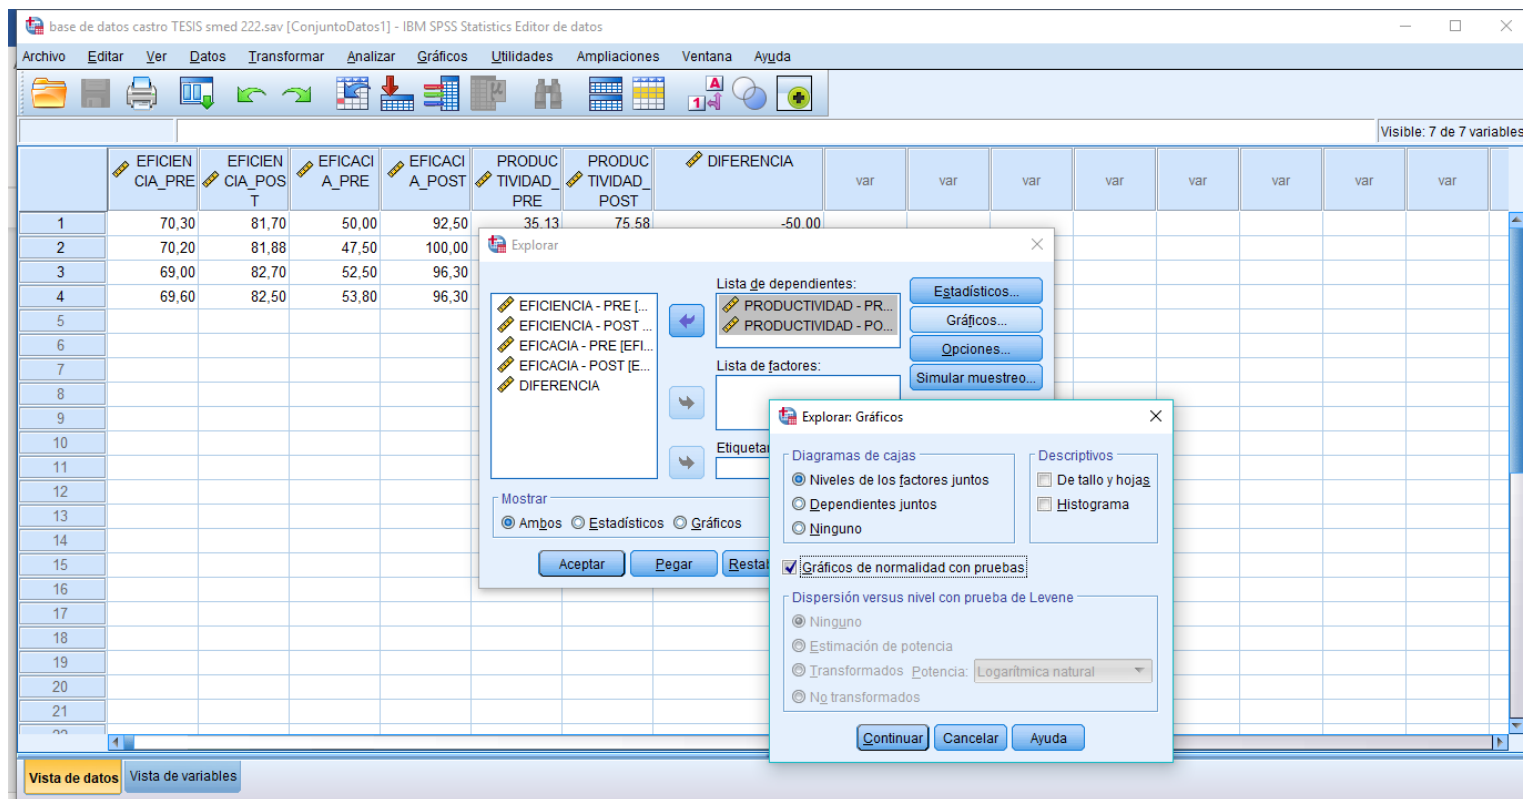 base de datos castro TESIS smed 222.sav [ConjuntoDatos1] - IBM SPSS Statistics Editor de datos
Archivo Editar Ver Datos Transformar Analizar Gráficos Utilidades Ampliaciones Ventana Ayuda
Visible: 7 de 7 variables
EFICIEN CIA_PRE
EFICIEN CIA_POS T
EFICACI A_PRE
EFICACI A_POST
PRODUC TIVIDAD_ PRE
PRODUC TIVIDAD_ POST
DIFERENCIA
var var var var var var var var
1 70,30 81,70 50,00 92,50 35,13 75,58 -50,00
2 70,20 81,88 47,50 100,00
3 69,00 82,70 52,50 96,30
4 69,60 82,50 53,80 96,30
5
6
7
8
9
10
11
12
13
14
15
16
17
18
19
20
21
Explorar
EFICIENCIA - PRE [...
EFICIENCIA - POST ...
EFICACIA - PRE [EFI...
EFICACIA - POST [E...
DIFERENCIA
Lista de dependientes:
PRODUCTIVIDAD - PR...
PRODUCTIVIDAD - PO...
Lista de factores:
Etiquetar
Estadísticos...
Gráficos...
Opciones...
Simular muestreo...
Mostrar
Ambos Estadísticos Gráficos
Aceptar Pegar Restab
Explorar: Gráficos
Diagramas de cajas
Niveles de los factores juntos
Dependientes juntos
Ninguno
Descriptivos
De tallo y hojas
Histograma
Gráficos de normalidad con pruebas
Dispersión versus nivel con prueba de Levene
Ninguno
Estimación de potencia
Transformados Potencia: Logarítmica natural
No transformados
Continuar Cancelar Ayuda
Vista de datos Vista de variables